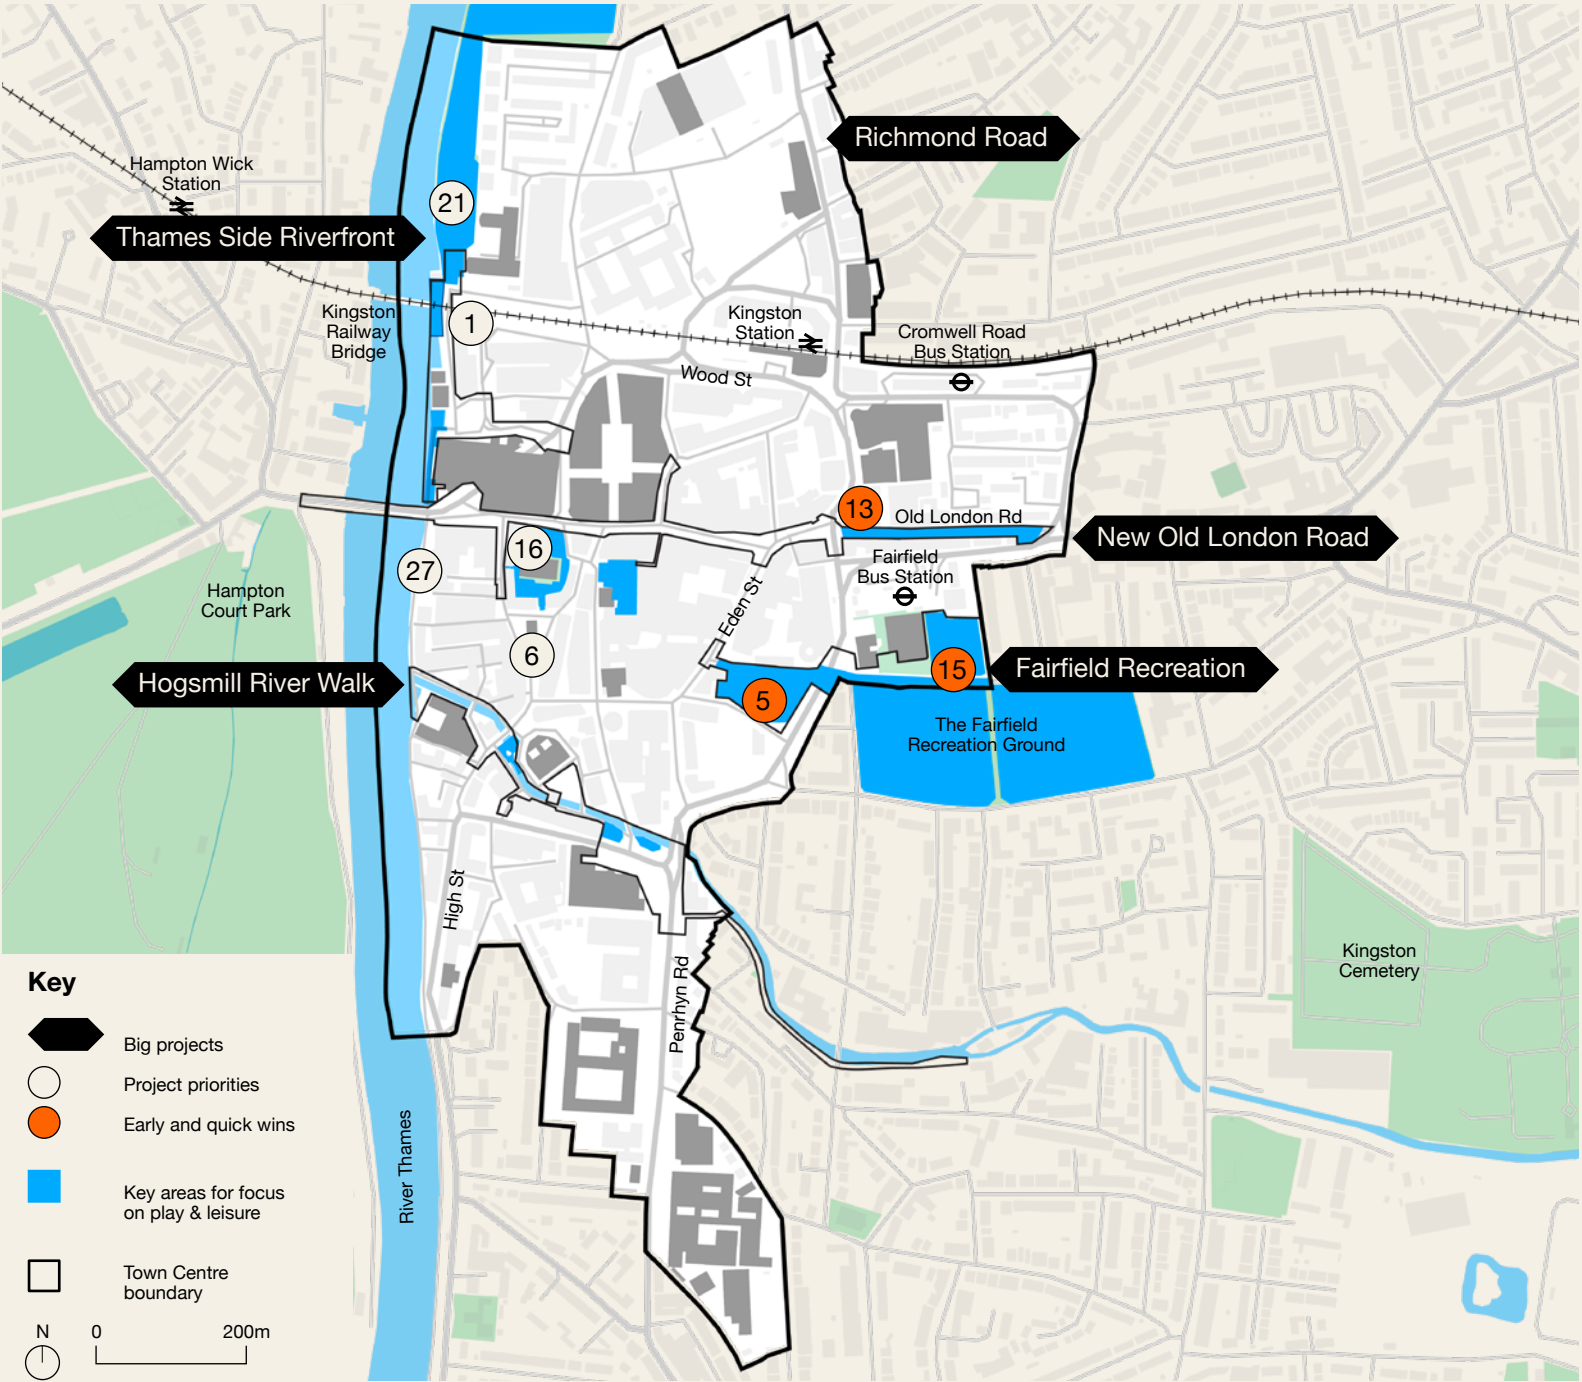 Richmond Road
Hampton Wick
Station
21
Thames Side Riverfront
Kingston
Railway
Bridge
1
Kingston
Station
Cromwell Road
Bus Station
Wood St
13
Old London Rd
New Old London Road
16
27
Fairfield
Bus Station
Hampton
Court Park
Eden St
6
Hogsmill River Walk
5
15
Fairfield Recreation
The Fairfield
Recreation Ground
High St
Penrhyn Rd
Kingston
Cemetery
River Thames
Key
Big projects
Project priorities
Early and quick wins
Key areas for focus
on play & leisure
Town Centre
boundary
N
0
200m